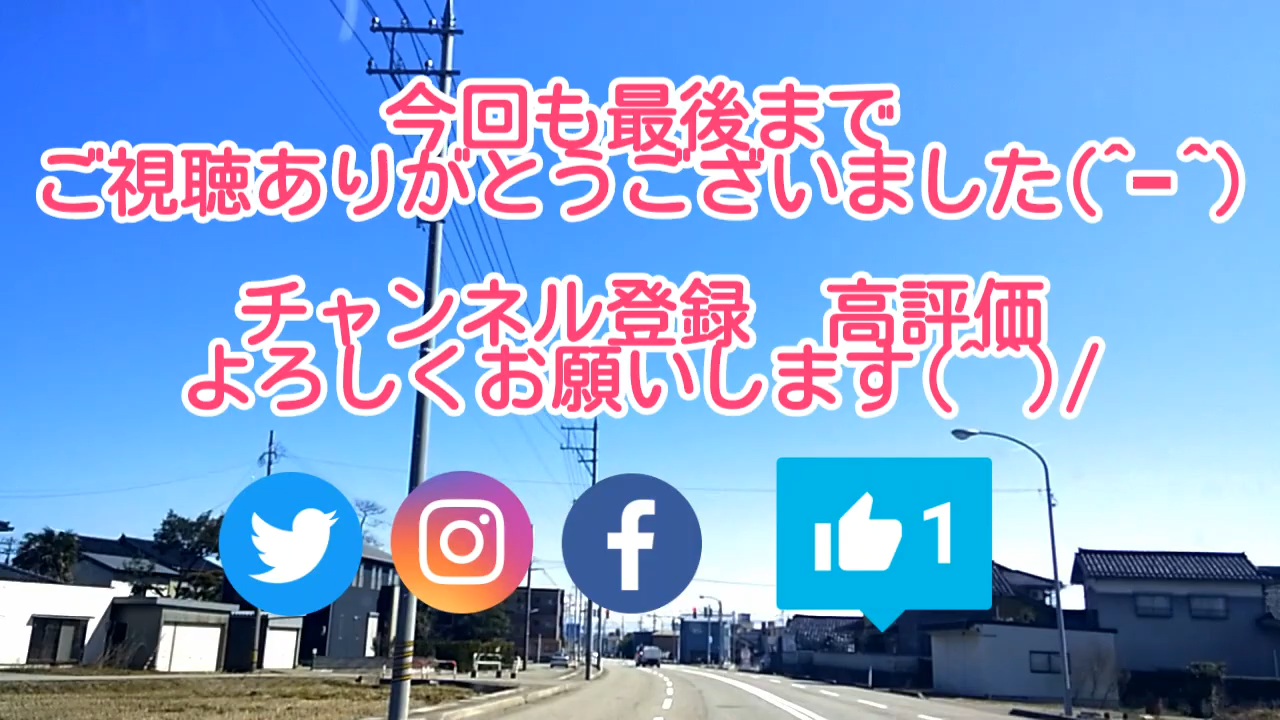 今回も最後まで
ご視聴ありがとうございました(^-^)
チャンネル登録　高評価
よろしくお願いします(^^)/
1